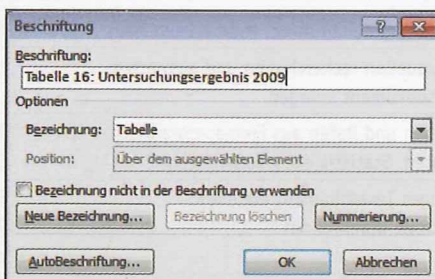 Beschriftung
Beschriftung:
Tabelle 16: Untersuchungsergebnis 2009
Optionen
Bezeichnung: Tabelle
Position: Über dem ausgewählten Element
Bezeichnung nicht in der Beschriftung verwenden
Neue Bezeichnung... Bezeichnung löschen Nummerierung...
AutoBeschriftung... OK Abbrechen